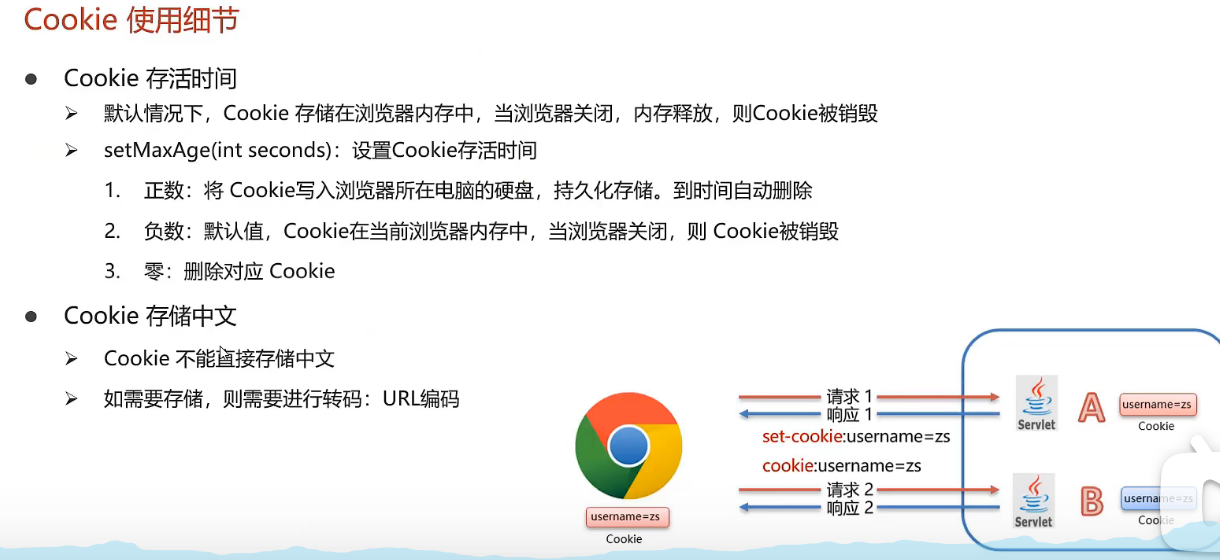 Cookie 使用细节
● Cookie 存活时间
➢ 默认情况下，Cookie 存储在浏览器内存中，当浏览器关闭，内存释放，则Cookie被销毁
➢ setMaxAge(int seconds)：设置Cookie存活时间
1. 正数：将 Cookie写入浏览器所在电脑的硬盘，持久化存储。到时间自动删除
2. 负数：默认值，Cookie在当前浏览器内存中，当浏览器关闭，则 Cookie被销毁
3. 零：删除对应 Cookie
● Cookie 存储中文
➢ Cookie 不能直接存储中文
➢ 如需要存储，则需要进行转码：URL编码
username=zs
Cookie
请求 1
响应 1
set-cookie:username=zs
cookie:username=zs
请求 2
响应 2
Servlet
A
username=zs
Cookie
Servlet
B
username=zs
Cookie